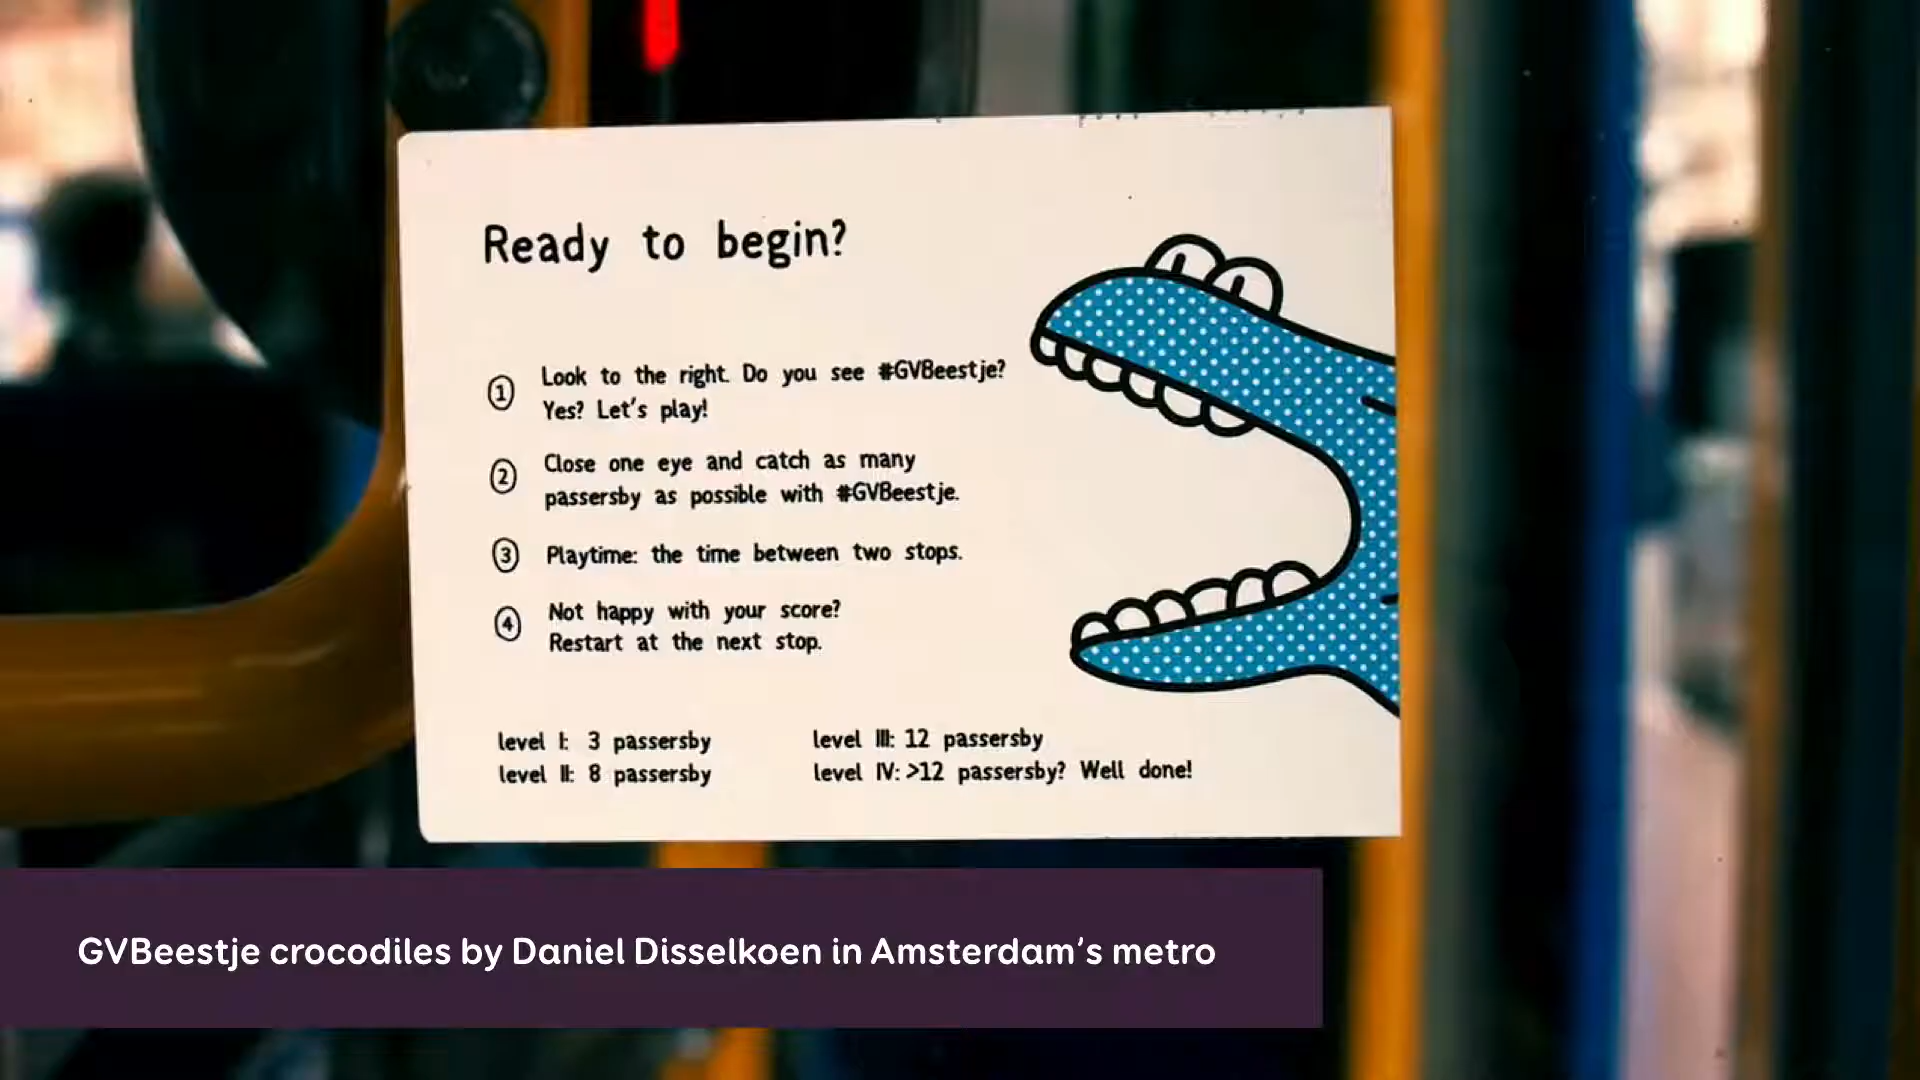 Ready to begin?
1 Look to the right. Do you see #GVBeestje?
Yes? Let's play!
2 Close one eye and catch as many
passersby as possible with #GVBeestje.
3 Playtime: the time between two stops.
4 Not happy with your score?
Restart at the next stop.
level I: 3 passersby
level II: 8 passersby
level III: 12 passersby
level IV: >12 passersby? Well done!
GVBeestje crocodiles by Daniel Disselkoen in Amsterdam's metro